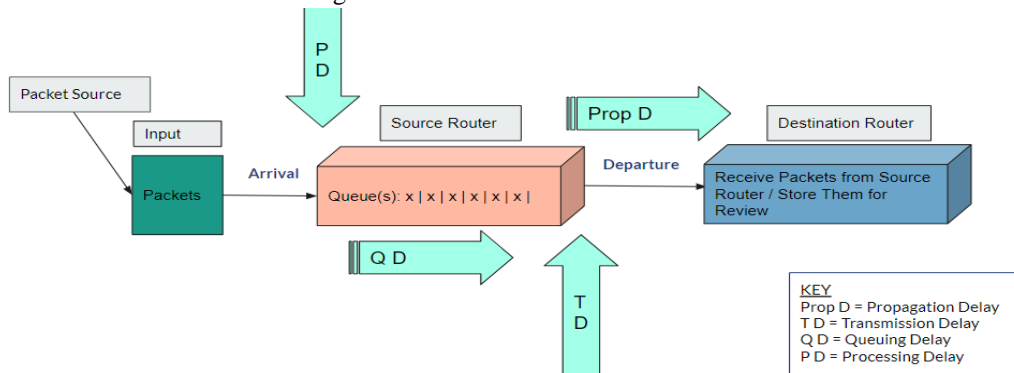 P
D
Packet Source
Input
Source Router
Prop D
Destination Router
Packets
Arrival
Queue(s): x | x | x | x | x | x |
Departure
Receive Packets from Source
Router / Store Them for
Review
Q D
T
D
KEY
Prop D = Propagation Delay
T D = Transmission Delay
Q D = Queuing Delay
P D = Processing Delay